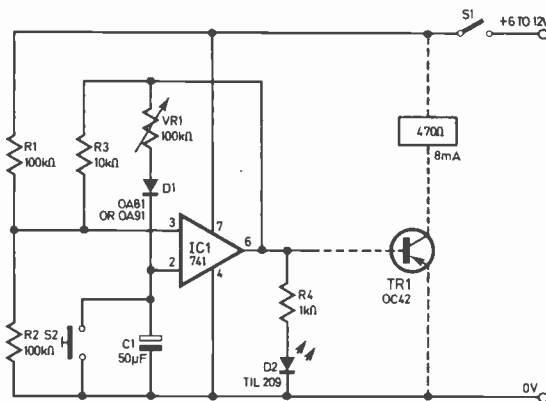 S1
+6 TO 12V
R1
100kΩ
R3
10kΩ
VR1
100kΩ
470Ω
8mA
D1
OA81
OR OA91
3
7
IC1
741
6
2
4
TR1
OC42
R2
100kΩ
S2
C1
50µF
R4
1kΩ
D2
TIL 209
0V